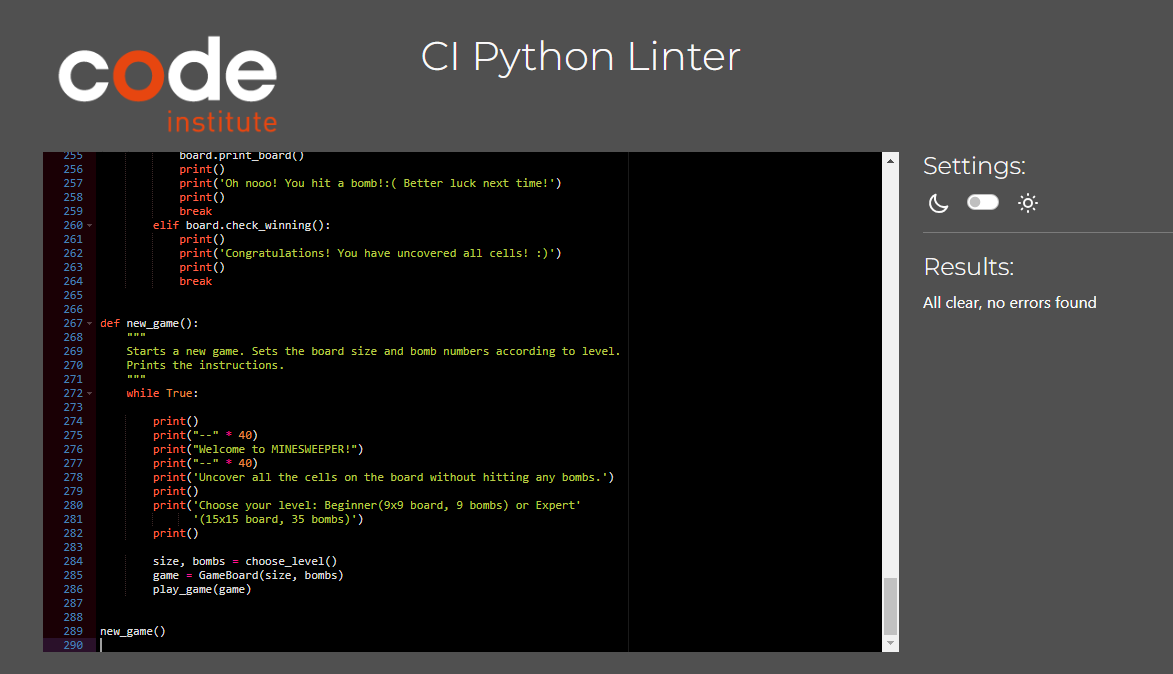 code
institute
CI Python Linter
255 board.print_board()
256 print()
257 print('Oh nooo! You hit a bomb!:( Better luck next time!')
258 print()
259 break
260 elif board.check_winning():
261 print()
262 print('Congratulations! You have uncovered all cells! :)')
263 print()
264 break
265
266
267 def new_game():
268 """
269 Starts a new game. Sets the board size and bomb numbers according to level.
270 Prints the instructions.
271 """
272 while True:
273
274 print()
275 print("--" * 40)
276 print("Welcome to MINESWEEPER!")
277 print("--" * 40)
278 print('Uncover all the cells on the board without hitting any bombs.')
279 print()
280 print('Choose your level: Beginner(9x9 board, 9 bombs) or Expert'
281 '(15x15 board, 35 bombs)')
282 print()
283
284 size, bombs = choose_level()
285 game = GameBoard(size, bombs)
286 play_game(game)
287
288
289 new_game()
290
Settings:
Results:
All clear, no errors found